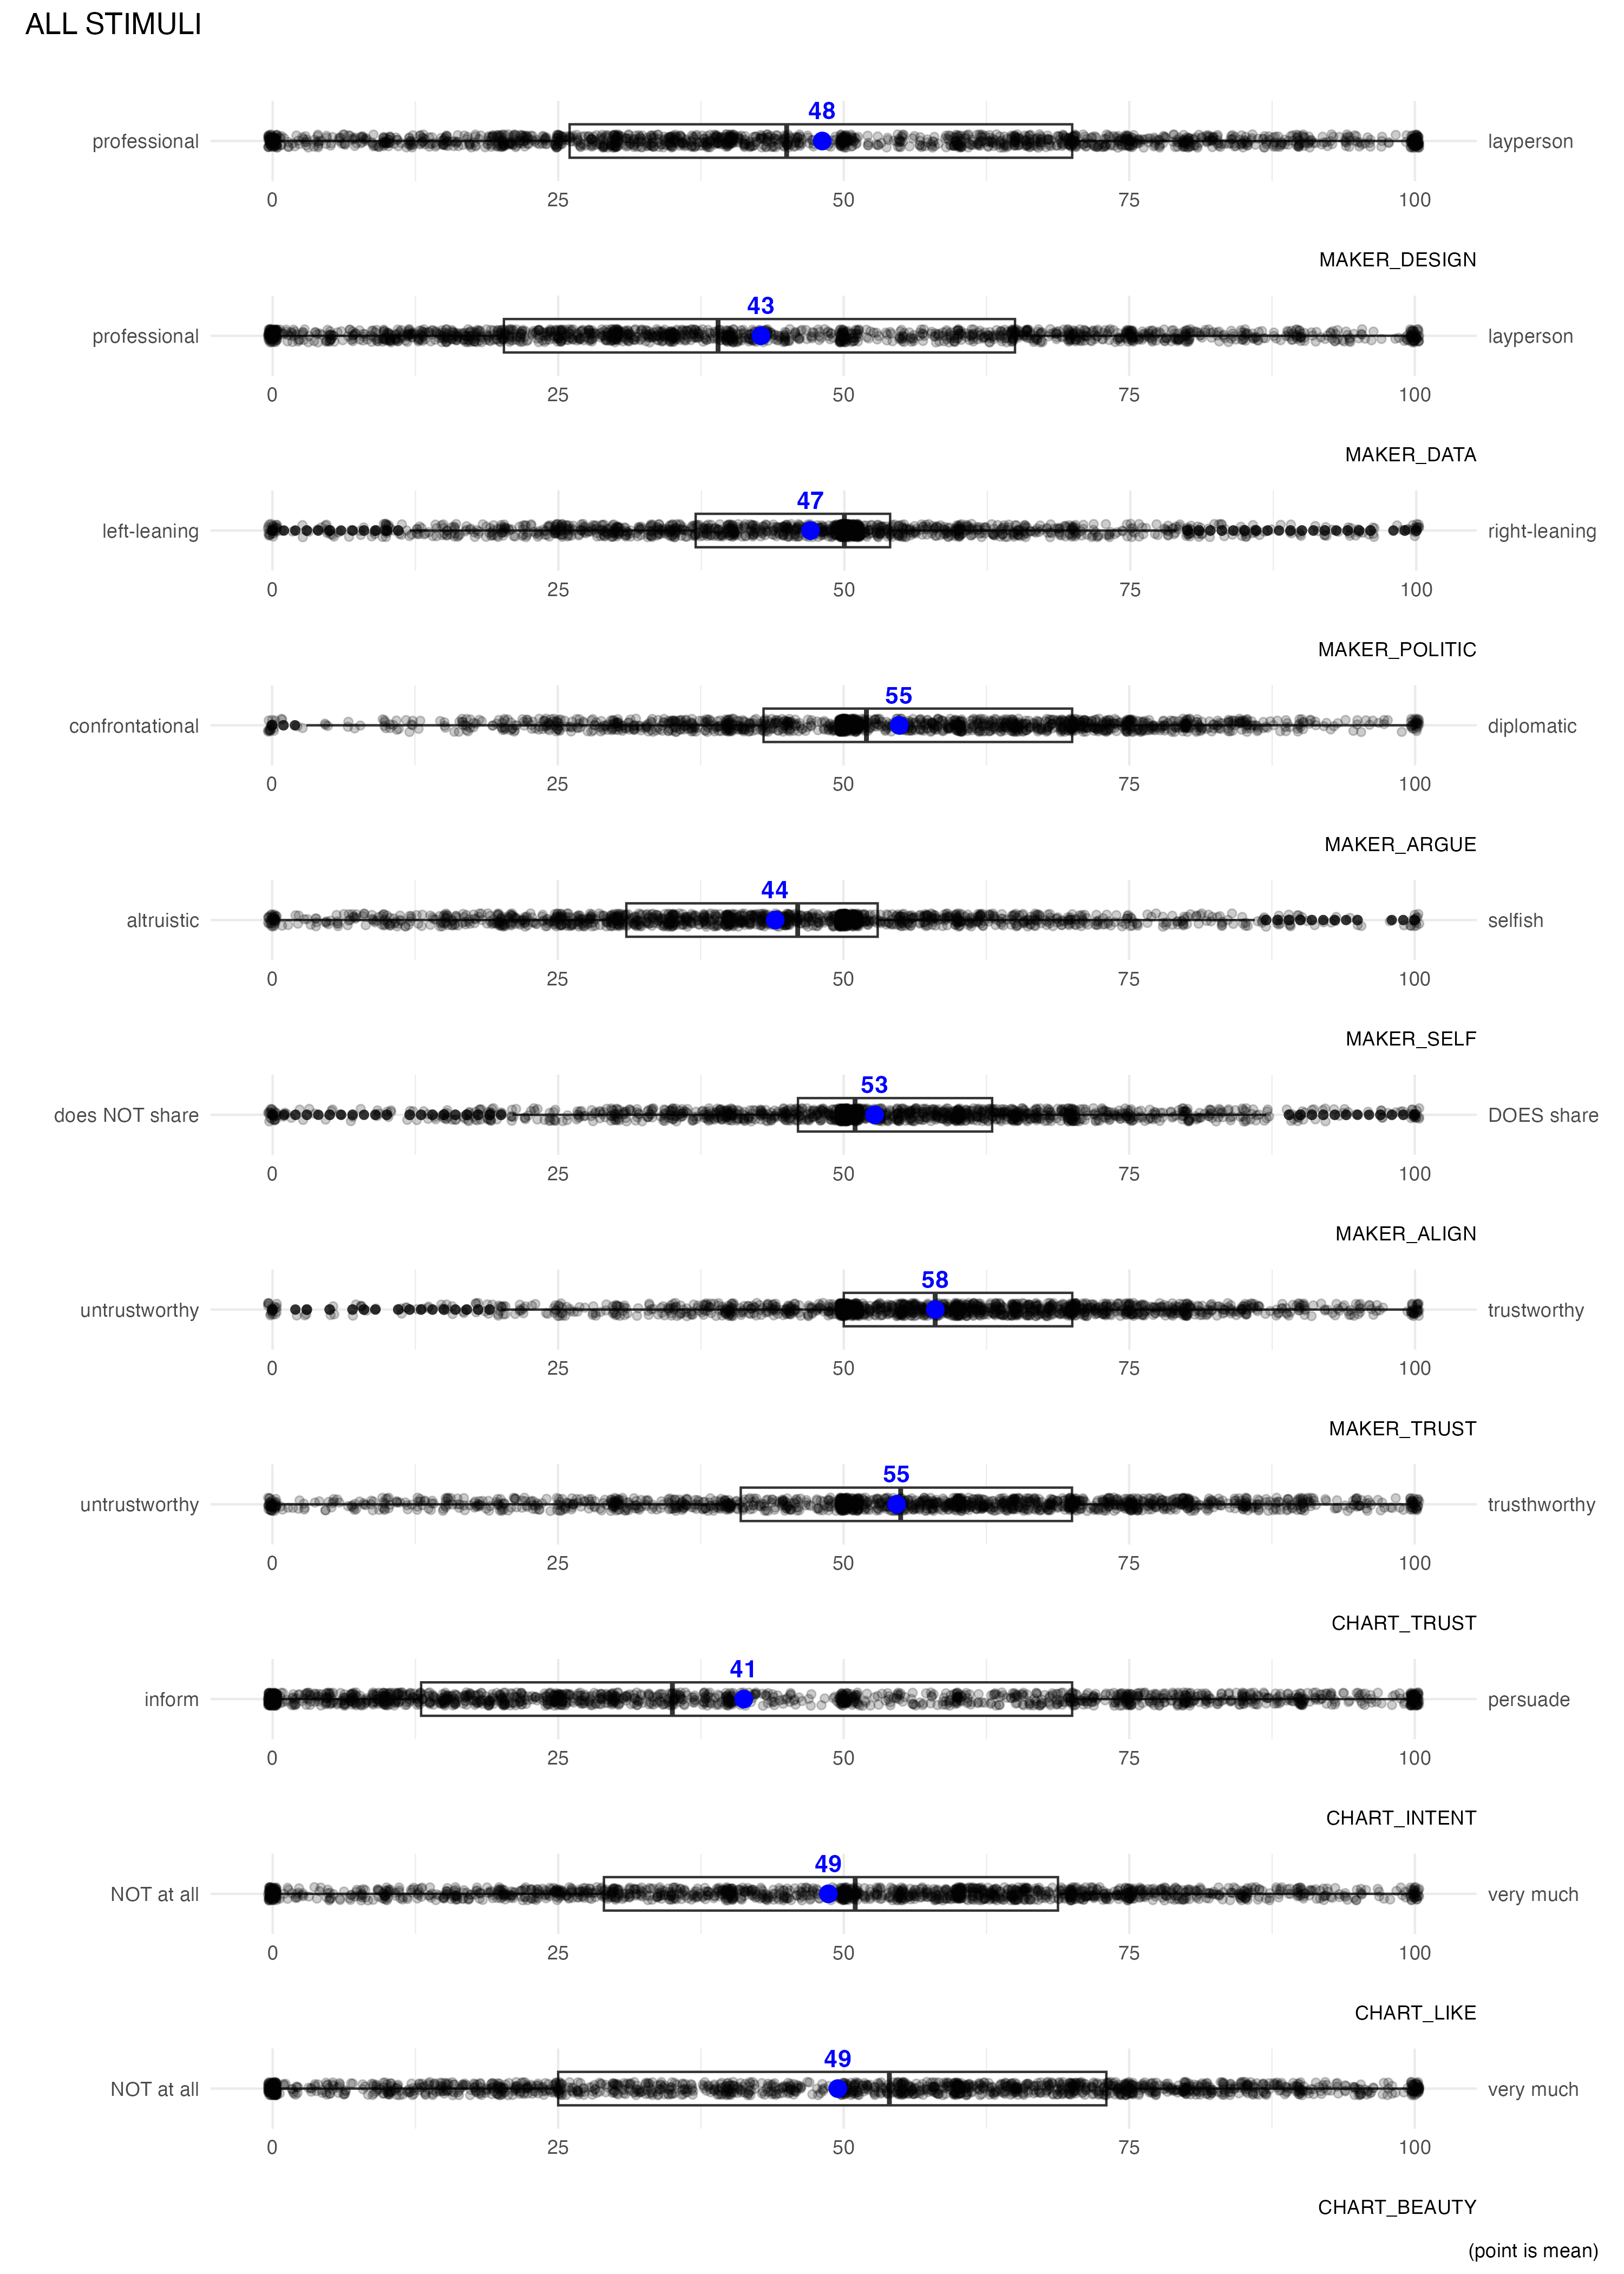 ALL STIMULI
48
professional layperson
0 25 50 75 100
MAKER_DESIGN
43
professional layperson
0 25 50 75 100
MAKER_DATA
47
left-leaning right-leaning
0 25 50 75 100
MAKER_POLITIC
55
confrontational diplomatic
0 25 50 75 100
MAKER_ARGUE
44
altruistic selfish
0 25 50 75 100
MAKER_SELF
53
does NOT share DOES share
0 25 50 75 100
MAKER_ALIGN
58
untrustworthy trustworthy
0 25 50 75 100
MAKER_TRUST
55
untrustworthy trusthworthy
0 25 50 75 100
CHART_TRUST
41
inform persuade
0 25 50 75 100
CHART_INTENT
49
NOT at all very much
0 25 50 75 100
CHART_LIKE
49
NOT at all very much
0 25 50 75 100
CHART_BEAUTY
(point is mean)